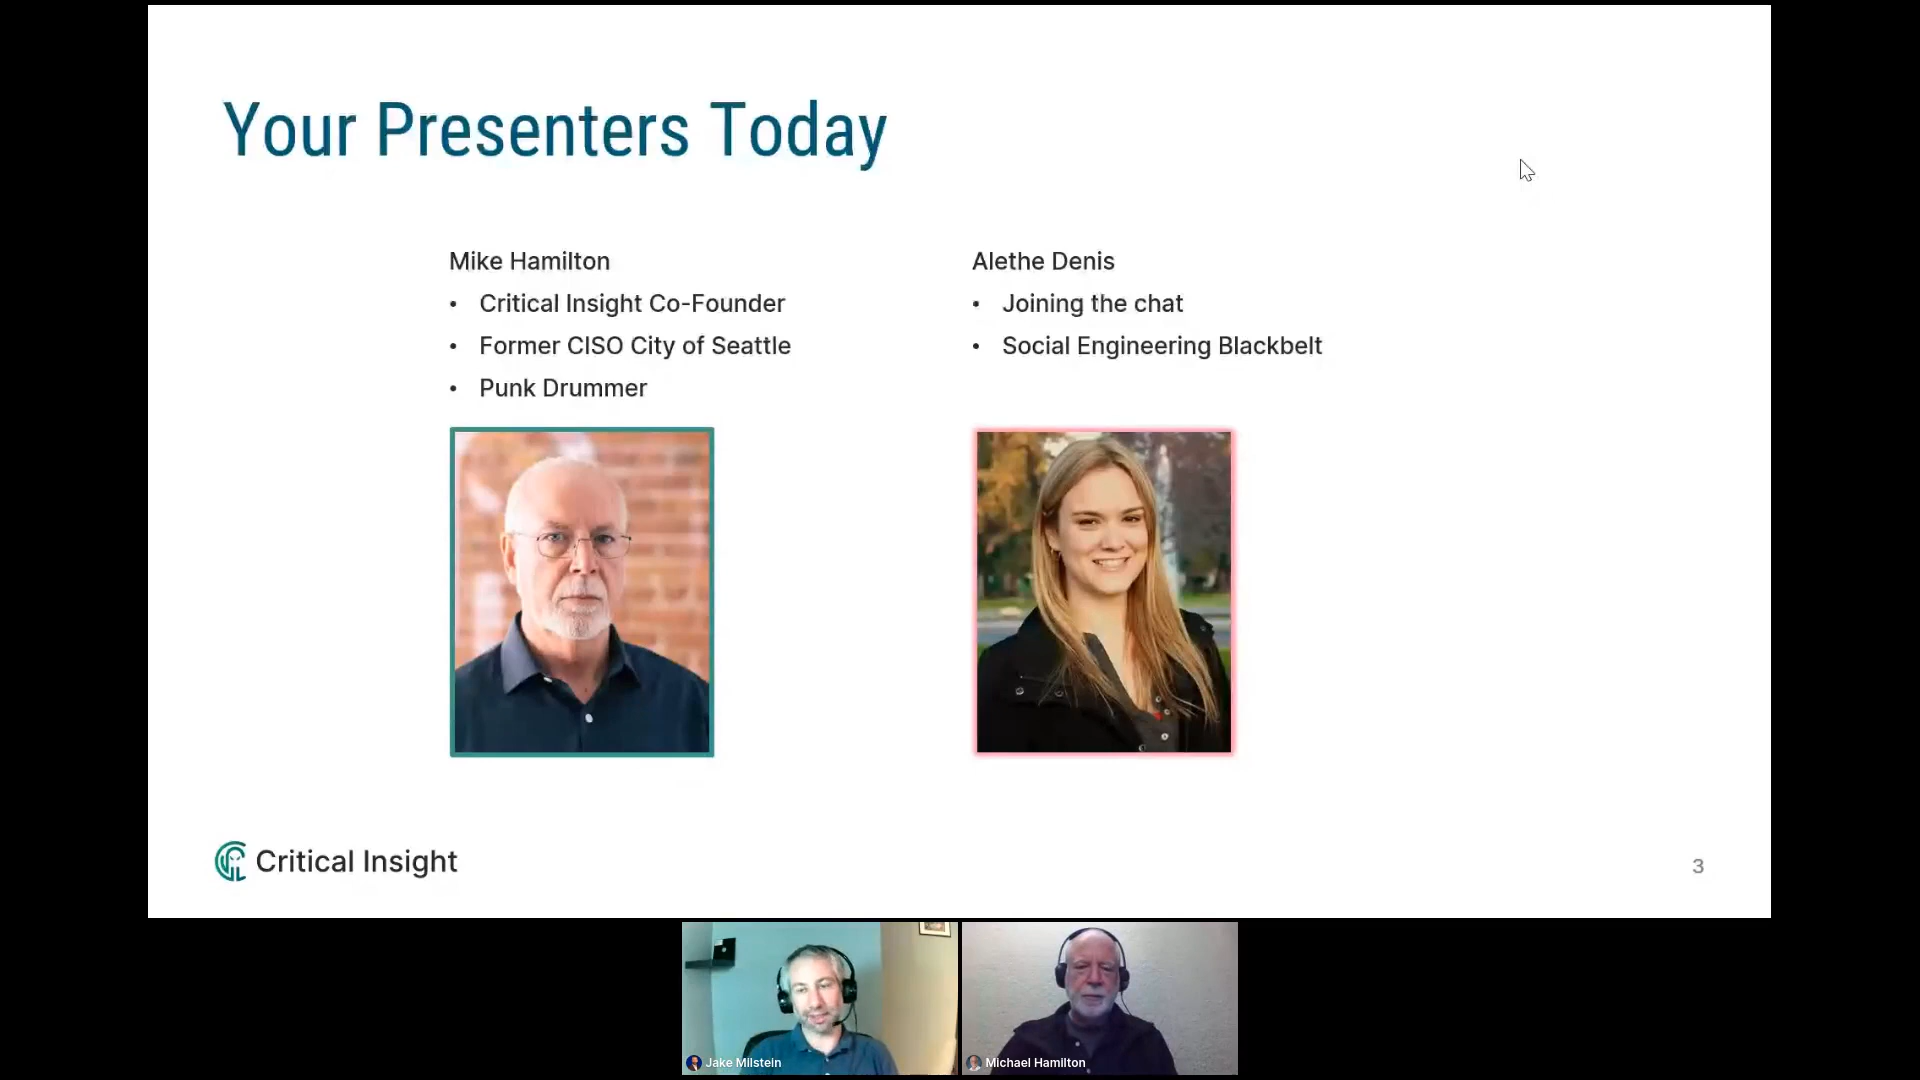 Your Presenters Today
Mike Hamilton
• Critical Insight Co-Founder
• Former CISO City of Seattle
• Punk Drummer
Alethe Denis
• Joining the chat
• Social Engineering Blackbelt
Critical Insight
3
Jake Milstein
Michael Hamilton